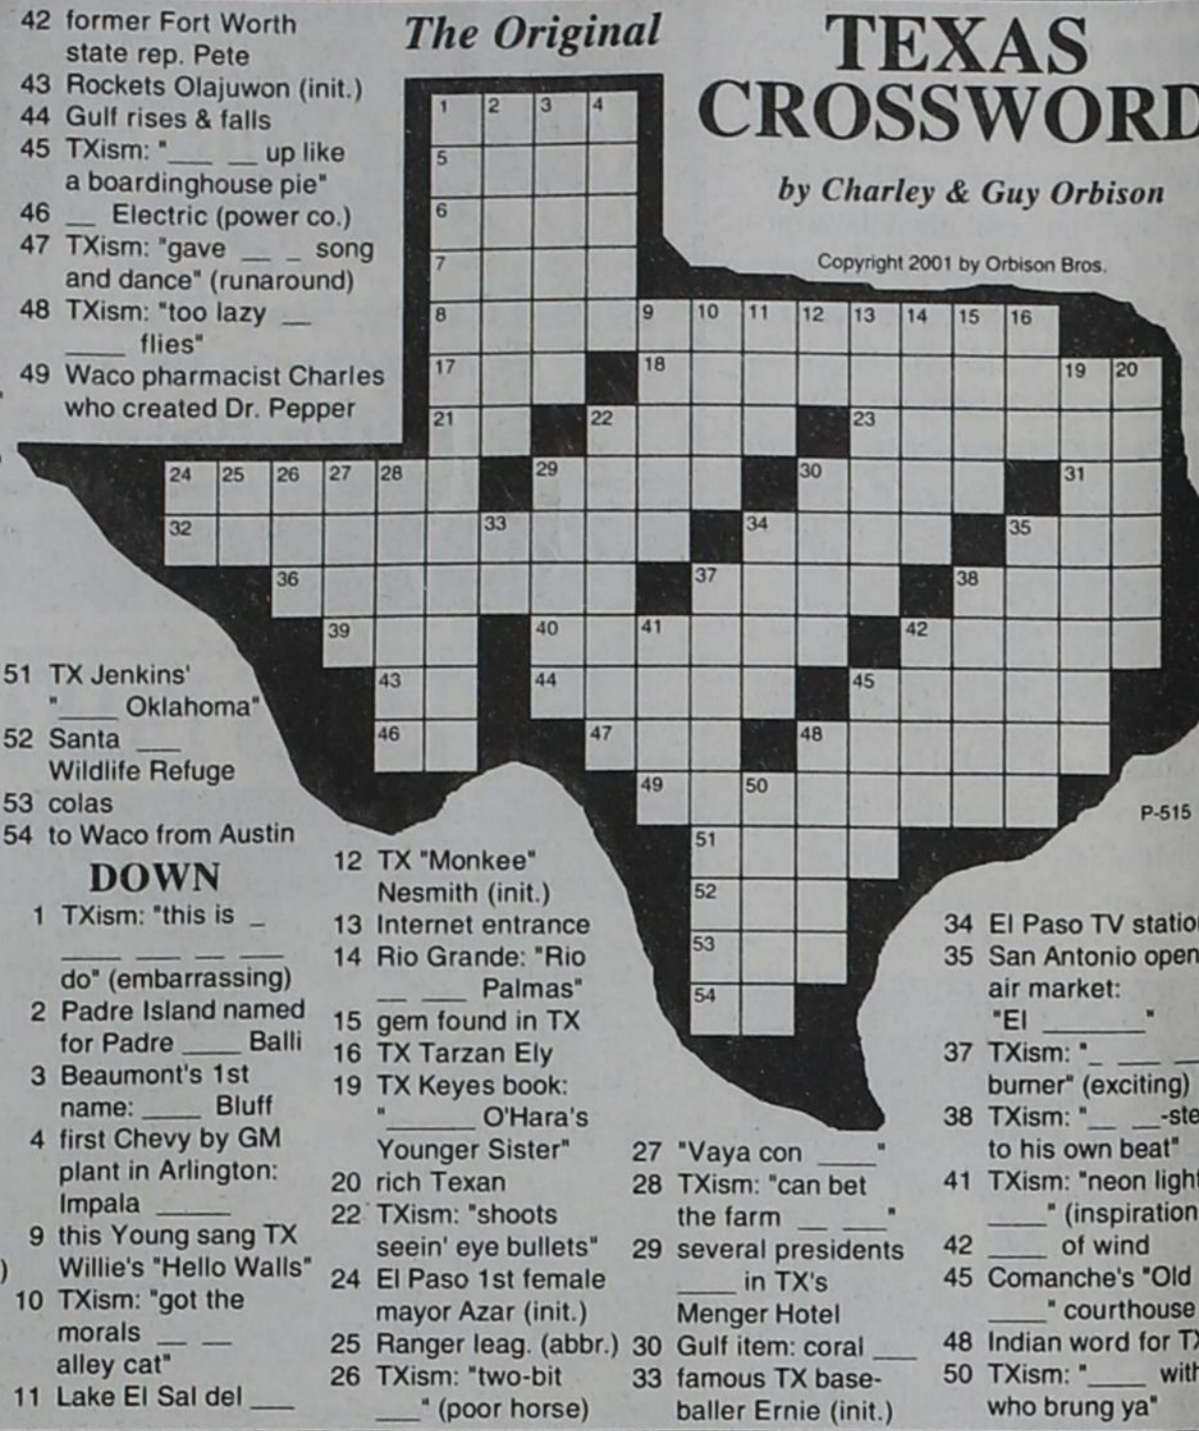 The Original
TEXAS
CROSSWORD
by Charley & Guy Orbison
Copyright 2001 by Orbison Bros.
42 former Fort Worth
state rep. Pete
43 Rockets Olajuwon (init.)
44 Gulf rises & falls
45 TXism: "___ __ up like
a boardinghouse pie"
46 __ Electric (power co.)
47 TXism: "gave __ _ song
and dance" (runaround)
48 TXism: "too lazy __
____ flies"
49 Waco pharmacist Charles
who created Dr. Pepper
1 2 3 4
5
6
7
8 9 10 11 12 13 14 15 16
17 18 19 20
21 22 23
24 25 26 27 28 29 30 31
32 33 34 35
36 37 38
39 40 41 42
43 44 45
46 47 48
49 50
51
52
53
54
P-515
51 TX Jenkins'
"____ Oklahoma"
52 Santa ___
Wildlife Refuge
53 colas
54 to Waco from Austin
DOWN
1 TXism: "this is _
____ ___ __ ___
do" (embarrassing)
2 Padre Island named
for Padre ____ Balli
3 Beaumont's 1st
name: ____ Bluff
4 first Chevy by GM
plant in Arlington:
Impala _____
9 this Young sang TX
Willie's "Hello Walls"
)
10 TXism: "got the
morals __ __
alley cat"
11 Lake El Sal del ___
12 TX "Monkee"
Nesmith (init.)
13 Internet entrance
14 Rio Grande: "Rio
__ ___ Palmas"
15 gem found in TX
16 TX Tarzan Ely
19 TX Keyes book:
"______ O'Hara's
Younger Sister"
20 rich Texan
22 TXism: "shoots
seein' eye bullets"
24 El Paso 1st female
mayor Azar (init.)
25 Ranger leag. (abbr.)
26 TXism: "two-bit
___" (poor horse)
27 "Vaya con ____"
28 TXism: "can bet
the farm __ ___"
29 several presidents
____ in TX's
Menger Hotel
30 Gulf item: coral ___
33 famous TX base-
baller Ernie (init.)
34 El Paso TV station
35 San Antonio open
air market:
"El _______"
37 TXism: "_ ___ __
burner" (exciting)
38 TXism: "__ __-ste
to his own beat"
41 TXism: "neon light
____" (inspiration
42 ____ of wind
45 Comanche's "Old
____" courthouse
48 Indian word for TX
50 TXism: "____ with
who brung ya"